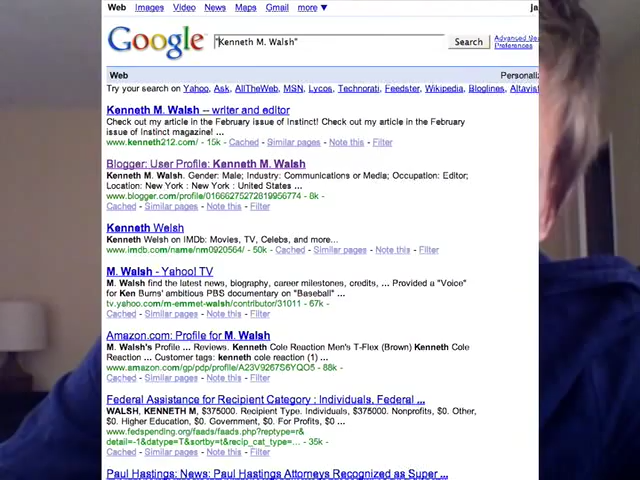 Web Images Video News Maps Gmail more ▼
Google
"Kenneth M. Walsh"
Search
Preferences
Web
Try your search on Yahoo, Ask, AllTheWeb, MSN, Lycos, Technorati, Feedster, Wikipedia, Bloglines, Altavis
Kenneth M. Walsh -- writer and editor
Check out my article in the February issue of Instinct! Check out my article in the February
issue of Instinct magazine! ...
www.kenneth212.com/ - 15k - Cached - Similar pages - Note this - Filter
Blogger: User Profile: Kenneth M. Walsh
Kenneth M. Walsh. Gender: Male; Industry: Communications or Media; Occupation: Editor;
Location: New York : New York : United States ...
www.blogger.com/profile/01666275272819956774 - 8k -
Cached - Similar pages - Note this - Filter
Kenneth Welsh
Kenneth Welsh on IMDb: Movies, TV, Celebs, and more...
www.imdb.com/name/nm0920564/ - 50k - Cached - Similar pages - Note this - Filter
M. Walsh - Yahoo! TV
M. Walsh find the latest news, biography, career milestones, credits, ... Provided a "Voice"
for Ken Burns' ambitious PBS documentary on "Baseball" ...
tv.yahoo.com/m-emmet-walsh/contributor/31011 - 67k -
Cached - Similar pages - Note this - Filter
Amazon.com: Profile for M. Walsh
M. Walsh's Profile ... Reviews. Kenneth Cole Reaction Men's T-Flex (Brown) Kenneth Cole
Reaction ... Customer tags: kenneth cole reaction (1) ...
www.amazon.com/gp/pdp/profile/A23V9267S6YQO5 - 88k -
Cached - Similar pages - Note this - Filter
Federal Assistance for Recipient Category : Individuals, Federal ...
WALSH, KENNETH M, $375000. Recipient Type. Individuals, $375000. Nonprofits, $0. Other,
$0. Higher Education, $0. Government, $0. For Profits, $0 ...
www.fedspending.org/faads/faads.php?reptype=r&
detail=-1&datype=T&sortby=t&recip_cat_type=... - 35k -
Cached - Similar pages - Note this - Filter
Paul Hastings: News: Paul Hastings Attorneys Recognized as Super ...